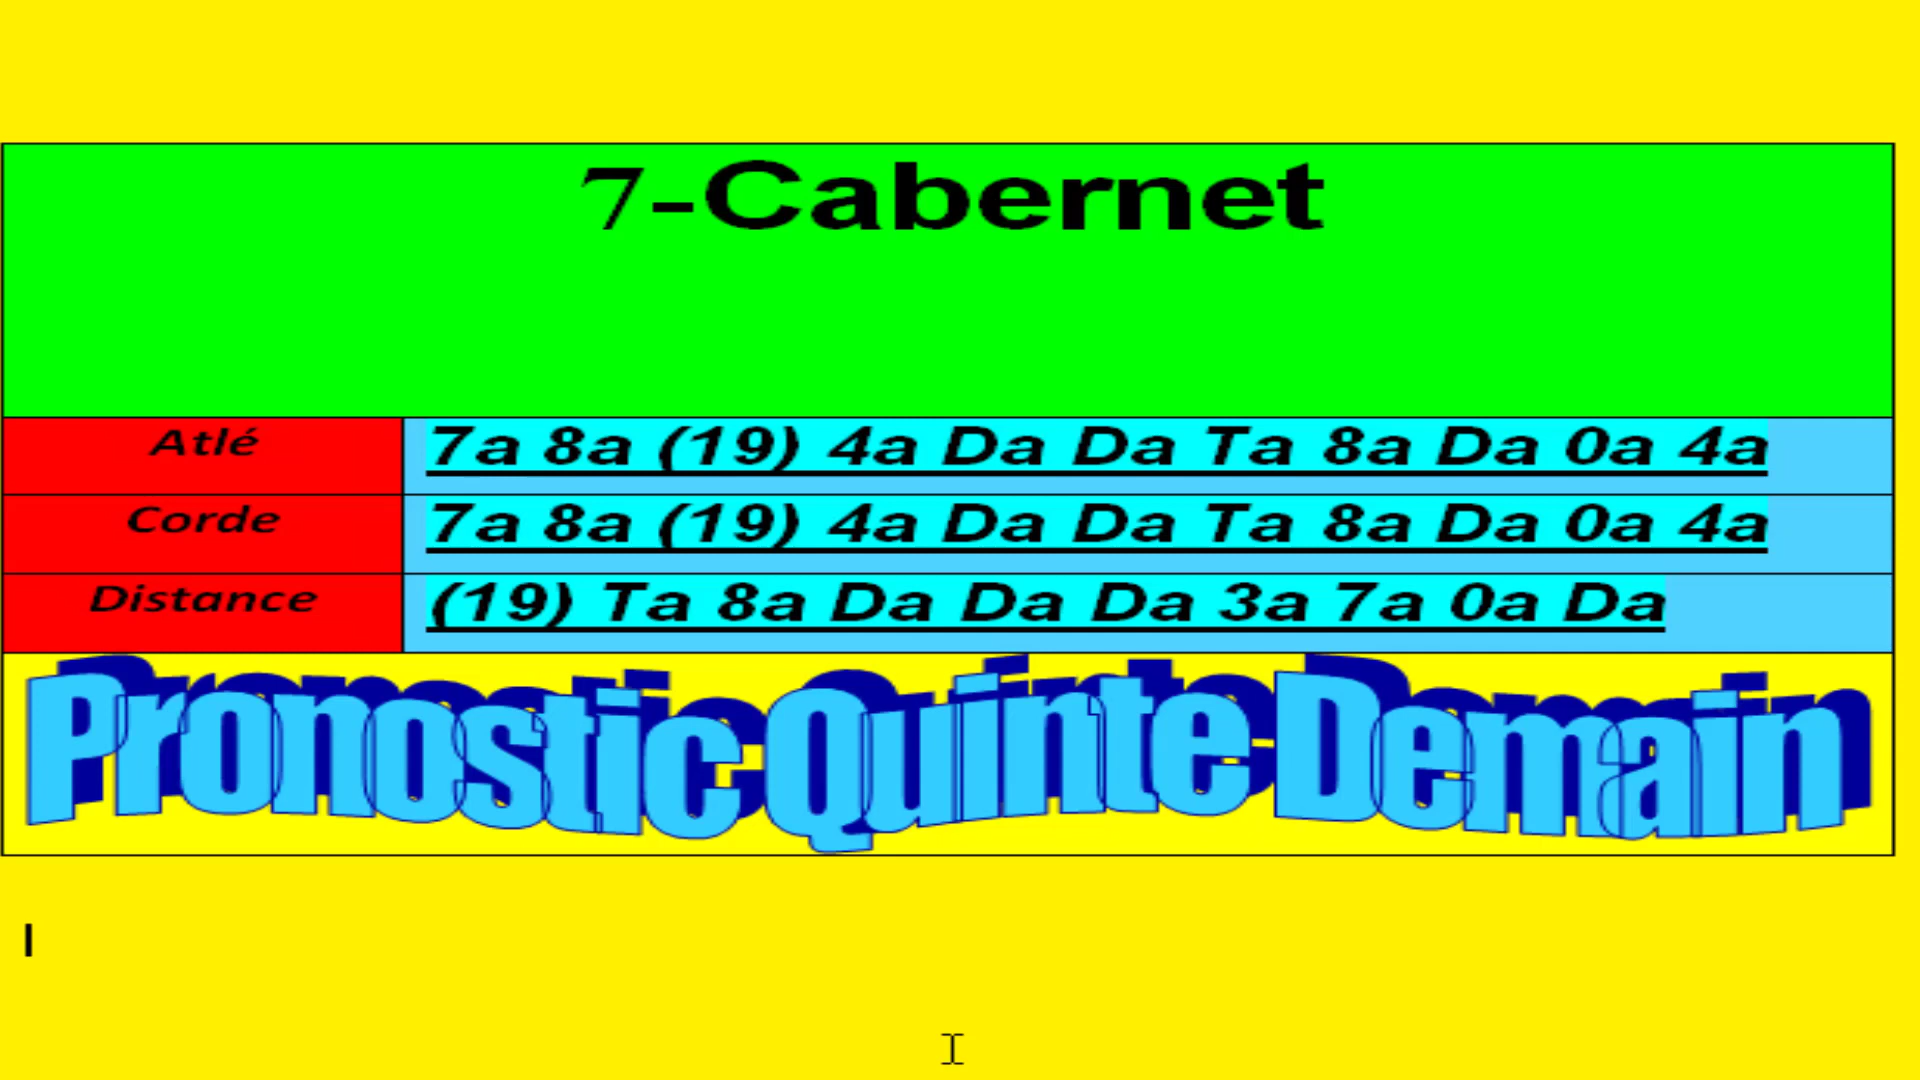 7-Cabernet
Atlé
7a 8a (19) 4a Da Da Ta 8a Da 0a 4a
Corde
7a 8a (19) 4a Da Da Ta 8a Da 0a 4a
Distance
(19) Ta 8a Da Da Da 3a 7a 0a Da
Pronostic Quinte Demain